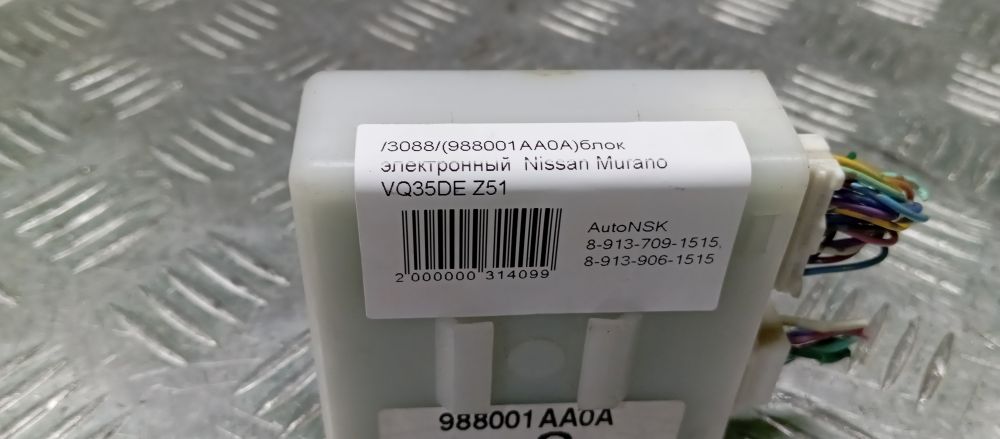 /3088/(988001AA0A)блок
электронный Nissan Murano
VQ35DE Z51
AutoNSK
8-913-709-1515,
8-913-906-1515
2 000000 314099
988001AA0A